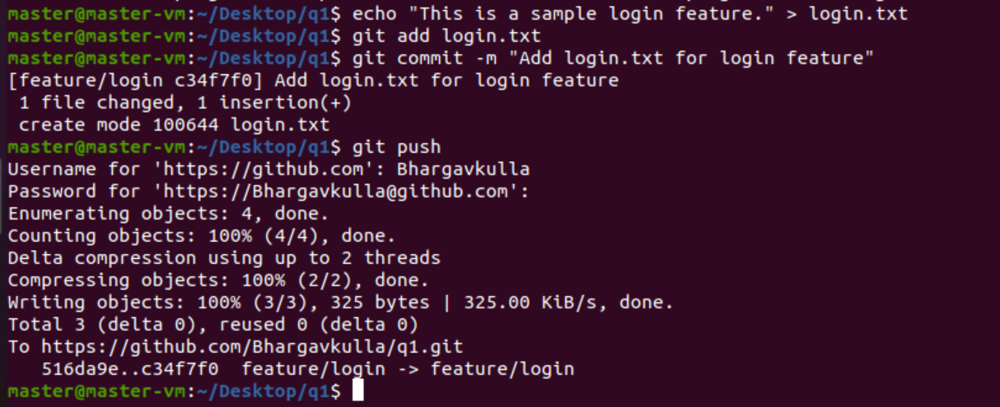 master@master-vm:~/Desktop/q1$ echo "This is a sample login feature." > login.txt
master@master-vm:~/Desktop/q1$ git add login.txt
master@master-vm:~/Desktop/q1$ git commit -m "Add login.txt for login feature"
[feature/login c34f7f0] Add login.txt for login feature
 1 file changed, 1 insertion(+)
 create mode 100644 login.txt
master@master-vm:~/Desktop/q1$ git push
Username for 'https://github.com': Bhargavkulla
Password for 'https://Bhargavkulla@github.com':
Enumerating objects: 4, done.
Counting objects: 100% (4/4), done.
Delta compression using up to 2 threads
Compressing objects: 100% (2/2), done.
Writing objects: 100% (3/3), 325 bytes | 325.00 KiB/s, done.
Total 3 (delta 0), reused 0 (delta 0)
To https://github.com/Bhargavkulla/q1.git
   516da9e..c34f7f0  feature/login -> feature/login
master@master-vm:~/Desktop/q1$